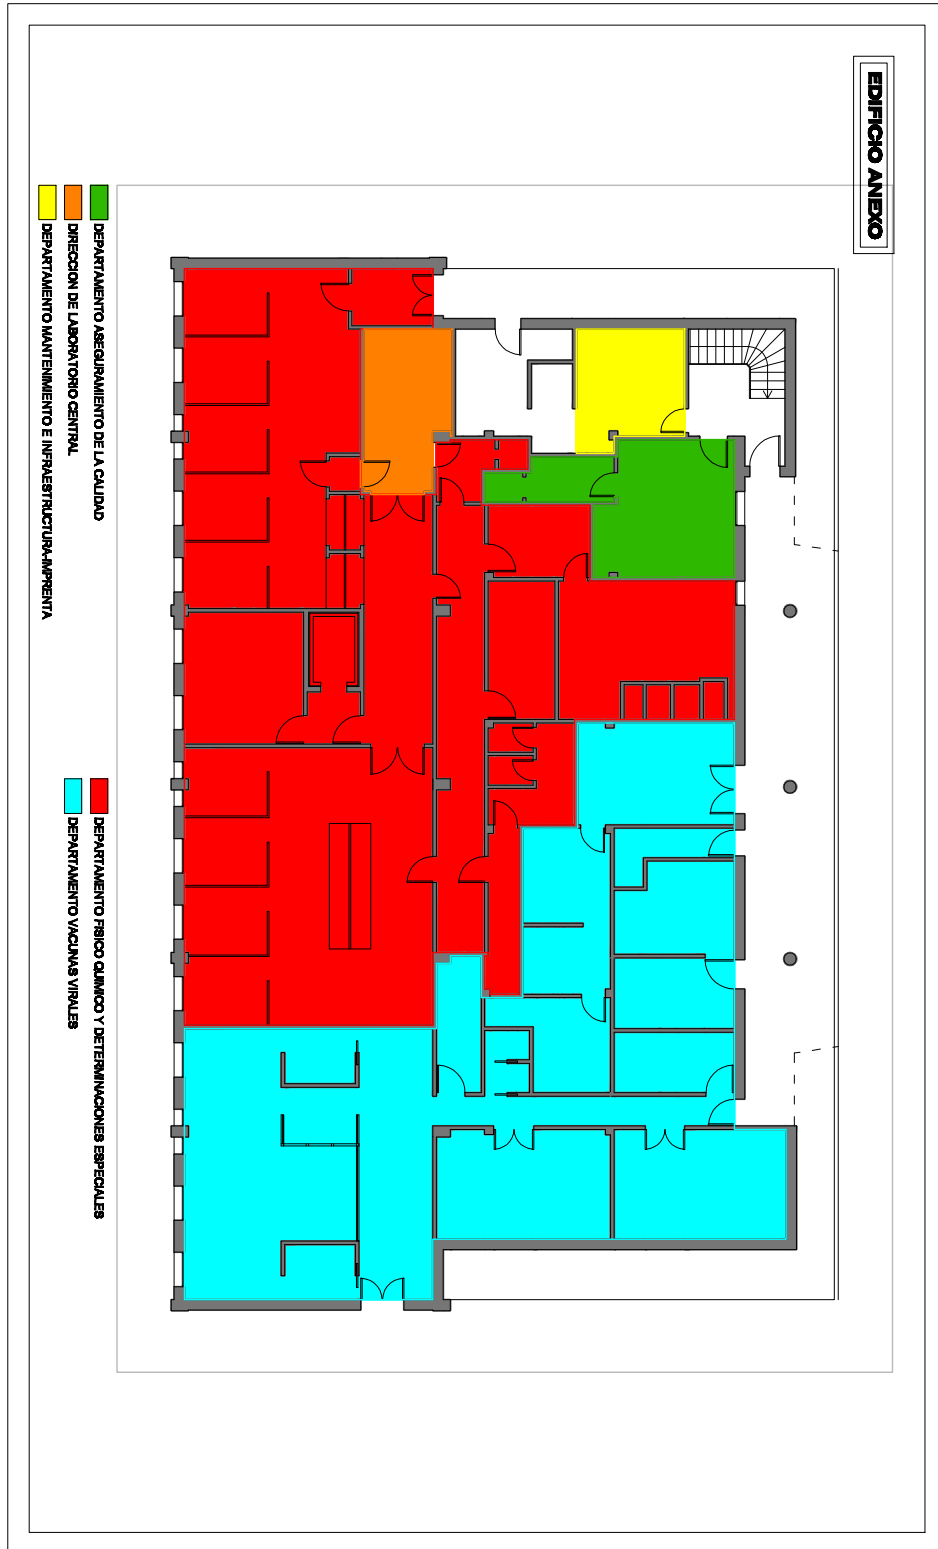 EDIFICIO ANEXO
DEPARTAMENTO ASEGURAMIENTO DE LA CALIDAD
DIRECCION DE LABORATORIO CENTRAL
DEPARTAMENTO MANTENIMIENTO E INFRAESTRUCTURA-IMPRENTA
DEPARTAMENTO FISICO QUIMICO Y DETERMINACIONES ESPECIALES
DEPARTAMENTO VACUNAS VIRALES